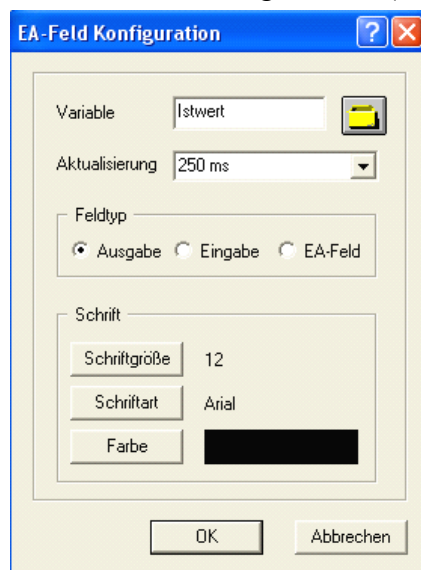 EA-Feld Konfiguration
Variable Istwert
Aktualisierung 250 ms
Feldtyp
Ausgabe Eingabe EA-Feld
Schrift
Schriftgröße 12
Schriftart Arial
Farbe
OK Abbrechen